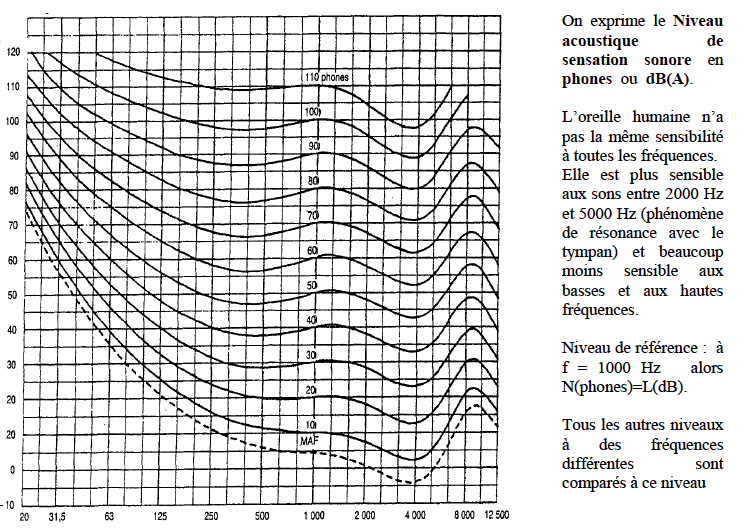 120
110
100
90
80
70
60
50
40
30
20
20
0
-10
110 phones
100
90
80
70
60
50
40
30
20
10
MAF
20 31,5 63 125 250 500 1 000 2 000 4 000 8 000 12 500
On exprime le Niveau
acoustique de
sensation sonore en
phones ou dB(A).
L'oreille humaine n'a
pas la même sensibilité
à toutes les fréquences.
Elle est plus sensible
aux sons entre 2000 Hz
et 5000 Hz (phénomène
de résonance avec le
tympan) et beaucoup
moins sensible aux
basses et aux hautes
fréquences.
Niveau de référence : à
f = 1000 Hz alors
N(phones)=L(dB).
Tous les autres niveaux
à des fréquences
différentes sont
comparés à ce niveau